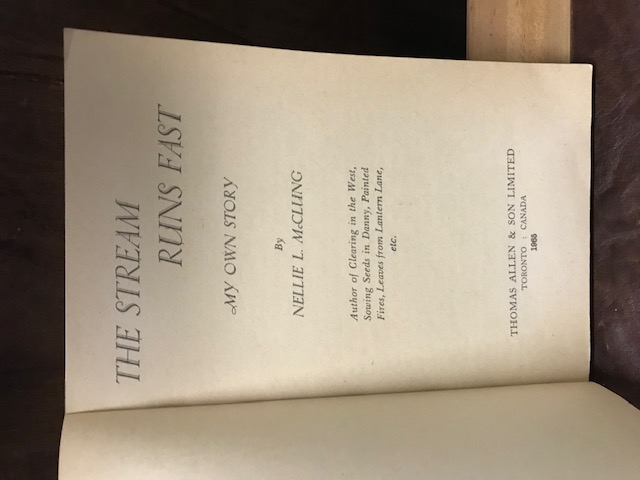 THE STREAM
RUNS FAST
MY OWN STORY
By
NELLIE L. McCLUNG
Author of Clearing in the West,
Sowing Seeds in Danny, Painted
Fires, Leaves from Lantern Lane,
etc.
THOMAS ALLEN & SON LIMITED
TORONTO : CANADA
1965